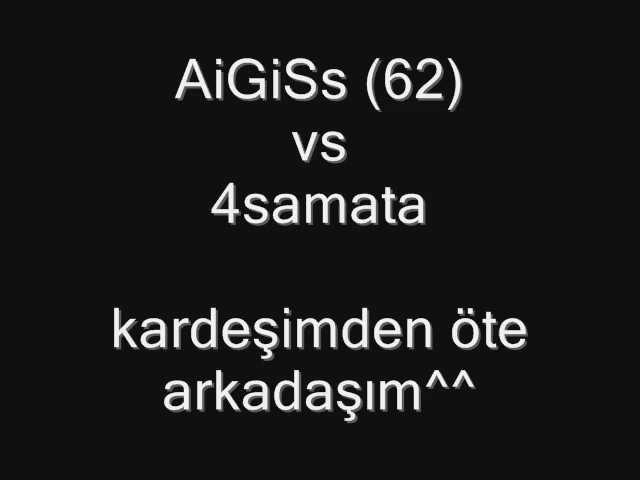 AiGiSs (62)
vs
4samata
kardeşimden öte
arkadaşım^^